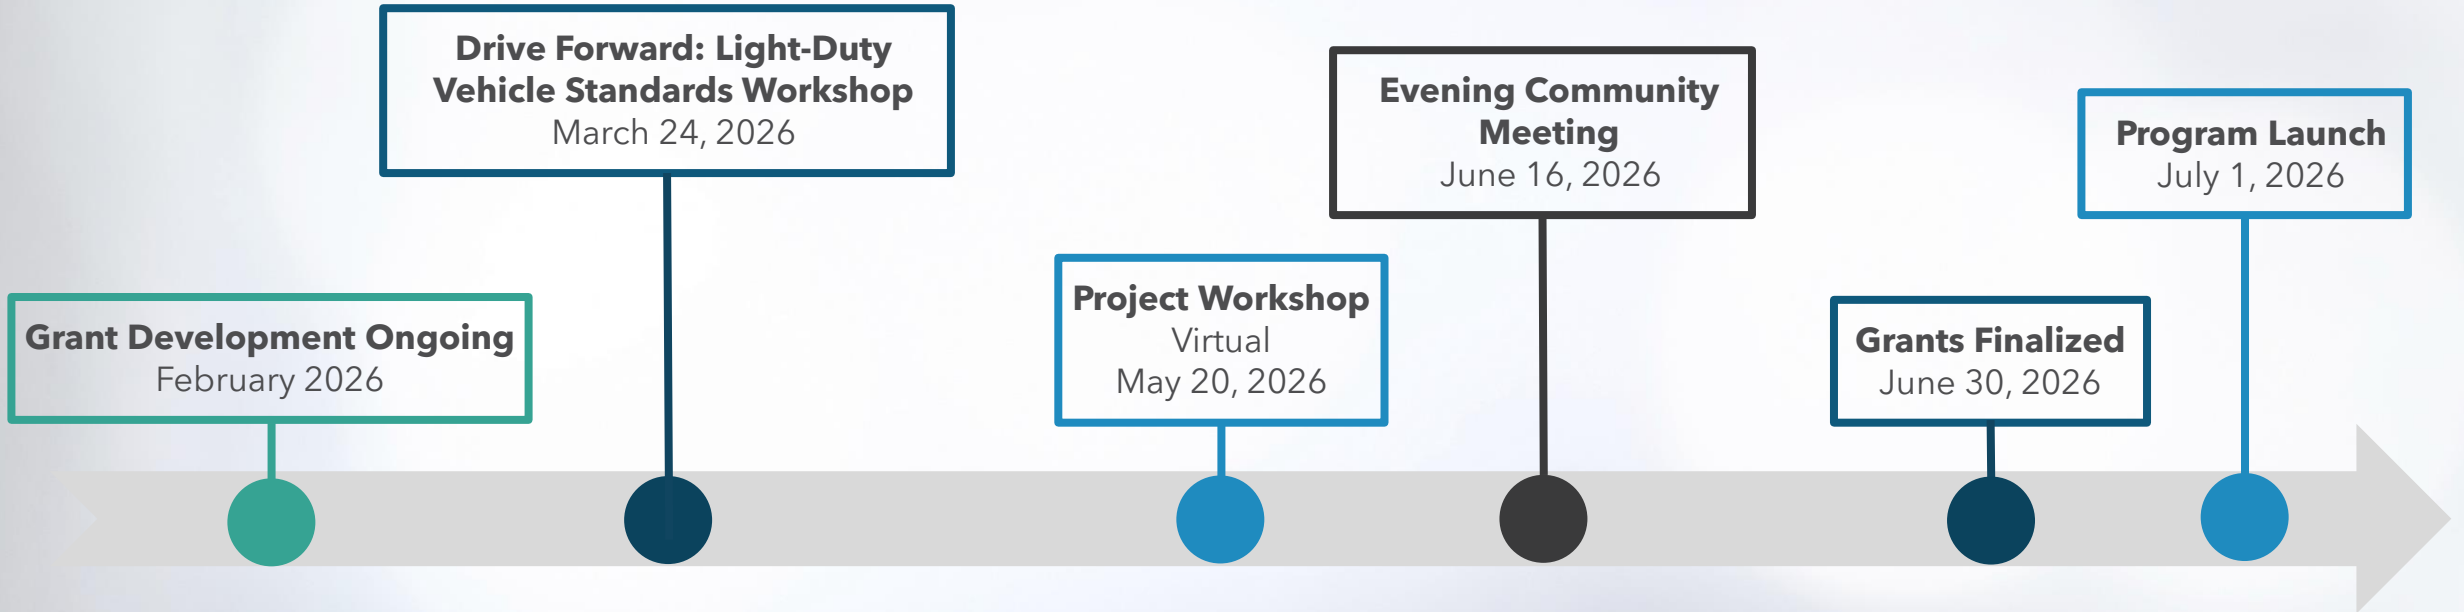 Grant Development Ongoing
February 2026
Drive Forward: Light-Duty
Vehicle Standards Workshop
March 24, 2026
Project Workshop
Virtual
May 20, 2026
Evening Community
Meeting
June 16, 2026
Grants Finalized
June 30, 2026
Program Launch
July 1, 2026